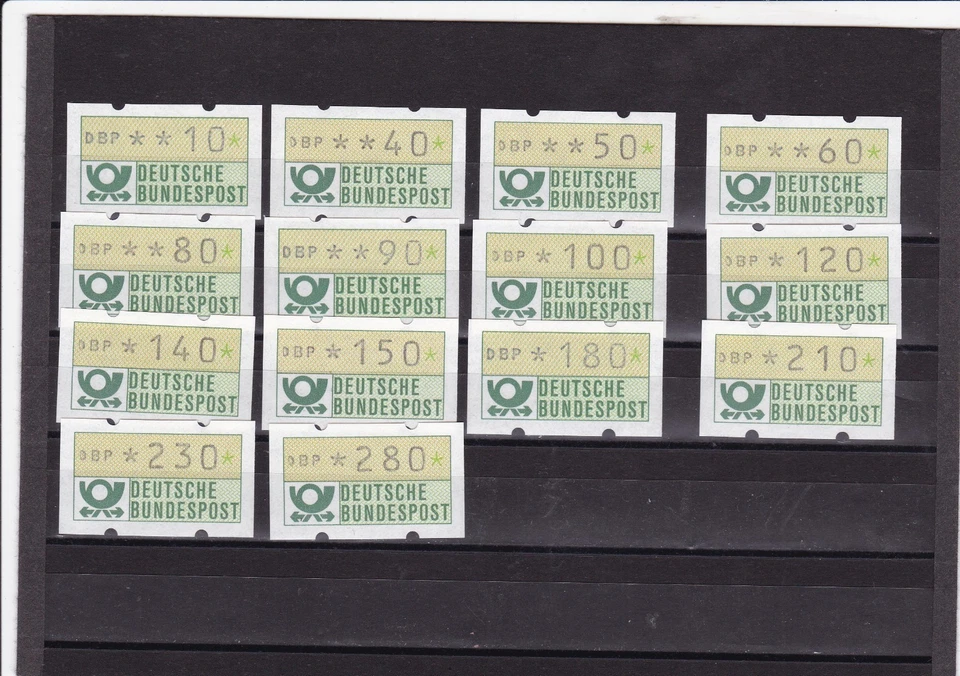 DBP **10*
DEUTSCHE
BUNDESPOST
DBP **40*
DEUTSCHE
BUNDESPOST
DBP **50*
DEUTSCHE
BUNDESPOST
DBP **60*
DEUTSCHE
BUNDESPOST
DBP **80*
DEUTSCHE
BUNDESPOST
DBP **90*
DEUTSCHE
BUNDESPOST
DBP *100*
DEUTSCHE
BUNDESPOST
DBP *120*
DEUTSCHE
BUNDESPOST
DBP *140*
DEUTSCHE
BUNDESPOST
DBP *150*
DEUTSCHE
BUNDESPOST
DBP *180*
DEUTSCHE
BUNDESPOST
DBP *210*
DEUTSCHE
BUNDESPOST
DBP *230*
DEUTSCHE
BUNDESPOST
DBP *280*
DEUTSCHE
BUNDESPOST